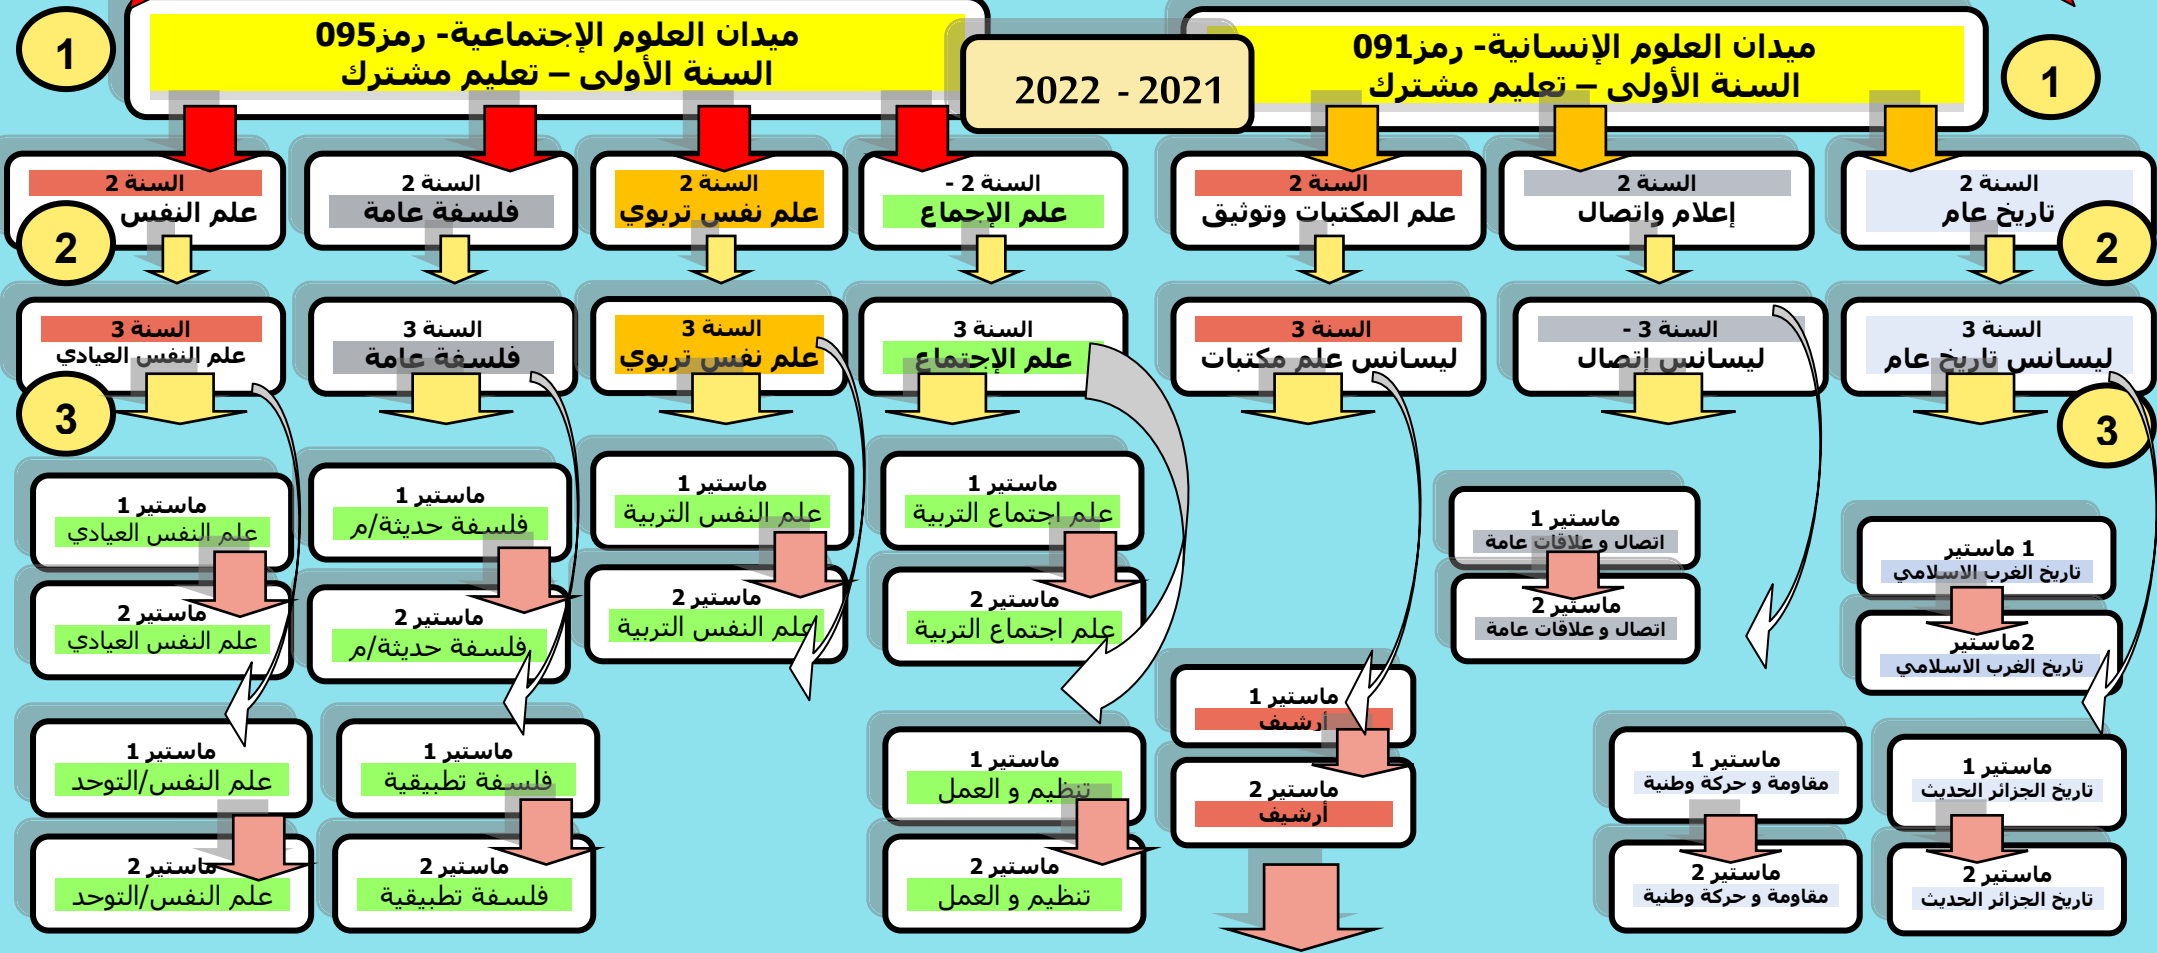 ميدان العلوم الإنسانية- رمز091
السنة الأولى – تعليم مشترك
1
2021 - 2022
ميدان العلوم الإجتماعية- رمز095
السنة الأولى – تعليم مشترك
1
السنة 2
تاريخ عام
السنة 2
إعلام واتصال
السنة 2
علم المكتبات وتوثيق
السنة 2 -
علم الإجماع
السنة 2
علم نفس تربوي
السنة 2
فلسفة عامة
السنة 2
علم النفس
2
2
السنة 3
ليسانس تاريخ عام
السنة 3 -
ليسانس إتصال
السنة 3
ليسانس علم مكتبات
السنة 3
علم الإجتماع
السنة 3
علم نفس تربوي
السنة 3
فلسفة عامة
السنة 3
علم النفس العيادي
3
3
1 ماستير
تاريخ الغرب الاسلامي
2ماستير
تاريخ الغرب الاسلامي
ماستير 1
اتصال و علاقات عامة
ماستير 2
اتصال و علاقات عامة
ماستير 1
علم اجتماع التربية
ماستير 2
علم اجتماع التربية
ماستير 1
علم النفس التربية
ماستير 2
علم النفس التربية
ماستير 1
فلسفة حديثة/م
ماستير 2
فلسفة حديثة/م
ماستير 1
علم النفس العيادي
ماستير 2
علم النفس العيادي
ماستير 1
تاريخ الجزائر الحديث
ماستير 2
تاريخ الجزائر الحديث
ماستير 1
مقاومة و حركة وطنية
ماستير 2
مقاومة و حركة وطنية
ماستير 1
أرشيف
ماستير 2
أرشيف
ماستير 1
تنظيم و العمل
ماستير 2
تنظيم و العمل
ماستير 1
فلسفة تطبيقية
ماستير 2
فلسفة تطبيقية
ماستير 1
علم النفس/التوحد
ماستير 2
علم النفس/التوحد